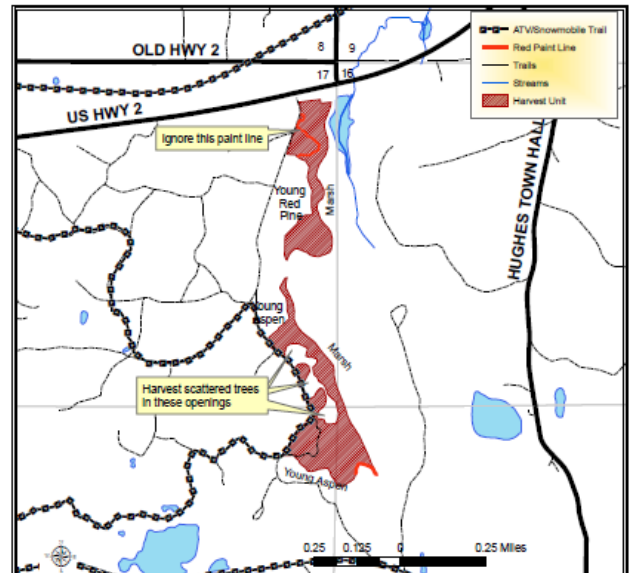 ATV/Snowmobile Trail
Red Paint Line
Trails
Streams
Harvest Unit
OLD HWY 2
8 9
17 16
US HWY 2
HUGHES TOWN HALL
Ignore this paint line
Young
Red
Pine
Marsh
Young
Aspen
Marsh
Harvest scattered trees
in these openings
Young Aspen
0.25 0.125 0 0.25 Miles